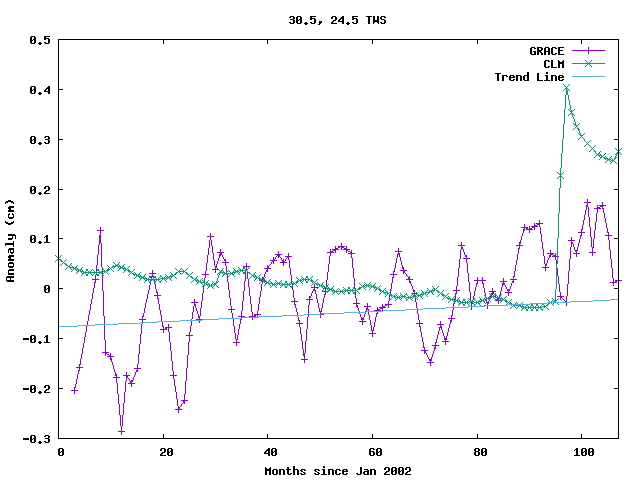 30.5, 24.5 TWS
GRACE
CLM
Trend Line
0.5
0.4
0.3
0.2
0.1
0
-0.1
-0.2
-0.3
Anomaly (cm)
0 20 40 60 80 100
Months since Jan 2002